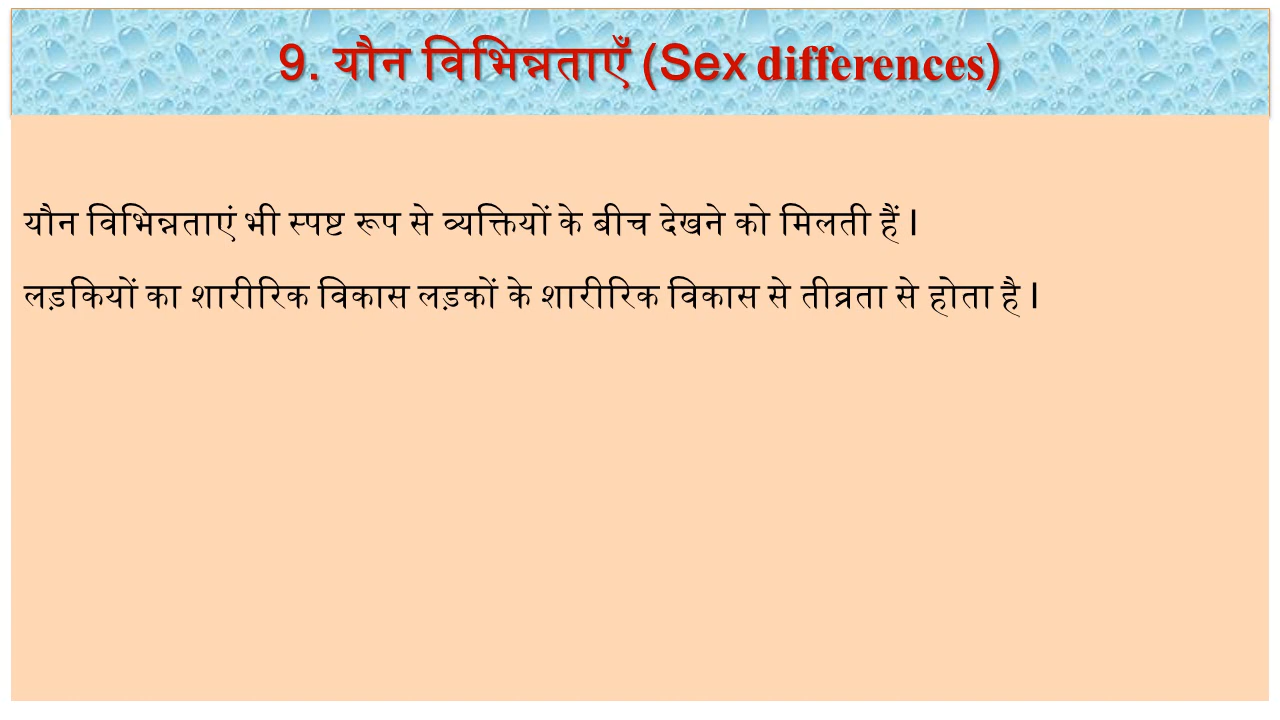 9. यौन विभिन्नताएँ (Sex differences)
यौन विभिन्नताएं भी स्पष्ट रूप से व्यक्तियों के बीच देखने को मिलती हैं l
लड़कियों का शारीरिक विकास लड़कों के शारीरिक विकास से तीव्रता से होता है l